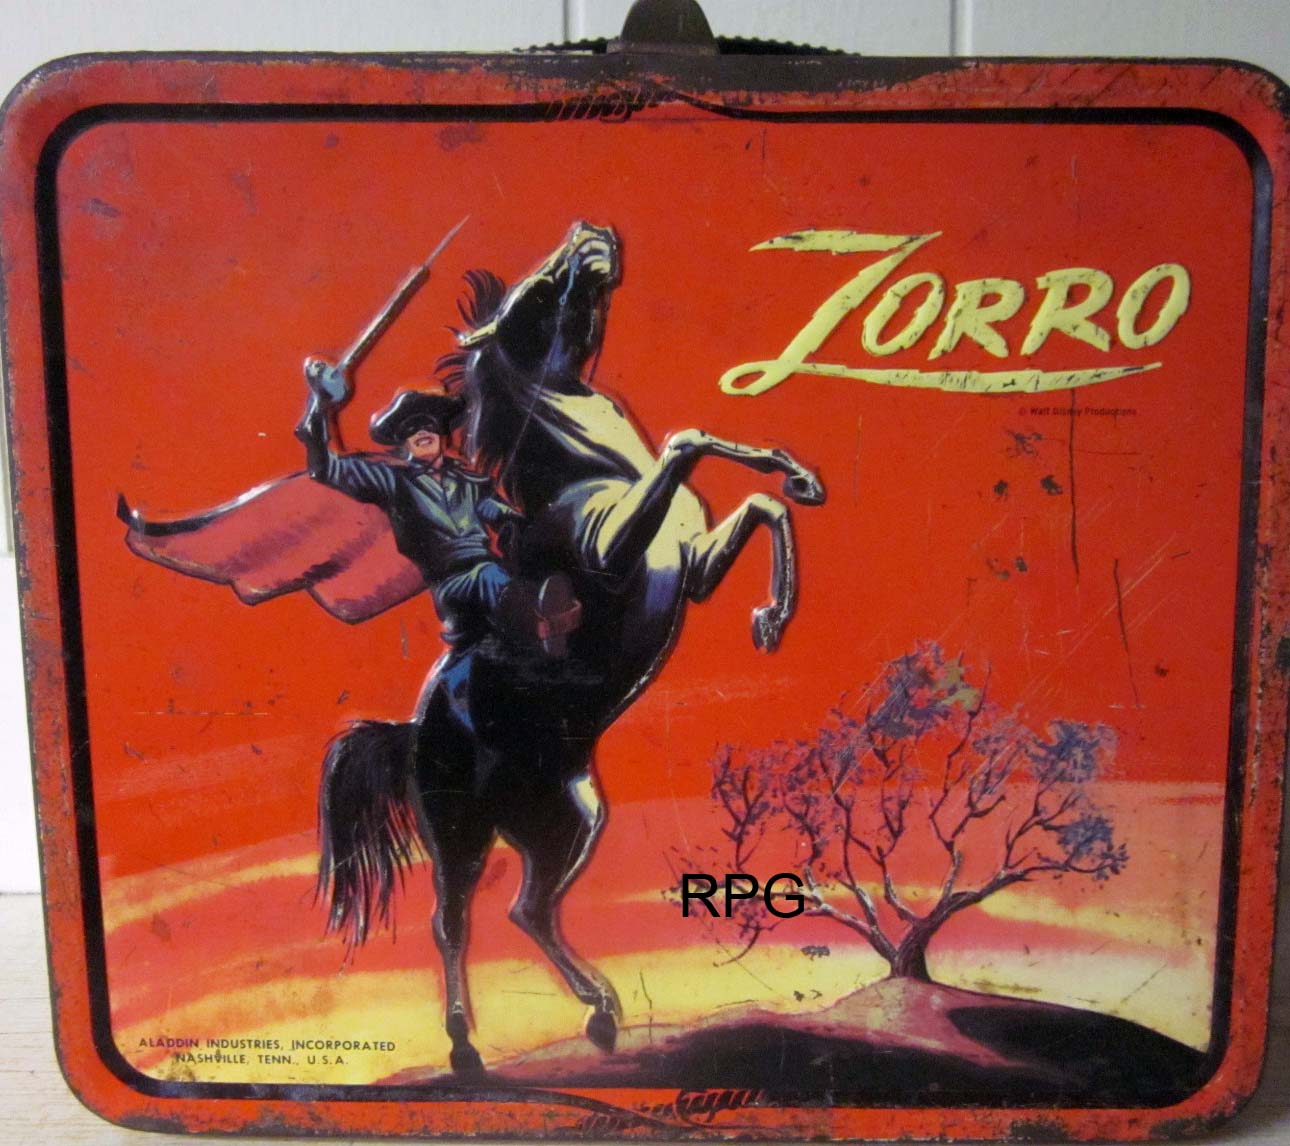 ZORRO
© Walt Disney Productions
RPG
ALADDIN INDUSTRIES, INCORPORATED
NASHVILLE, TENN., U.S.A.